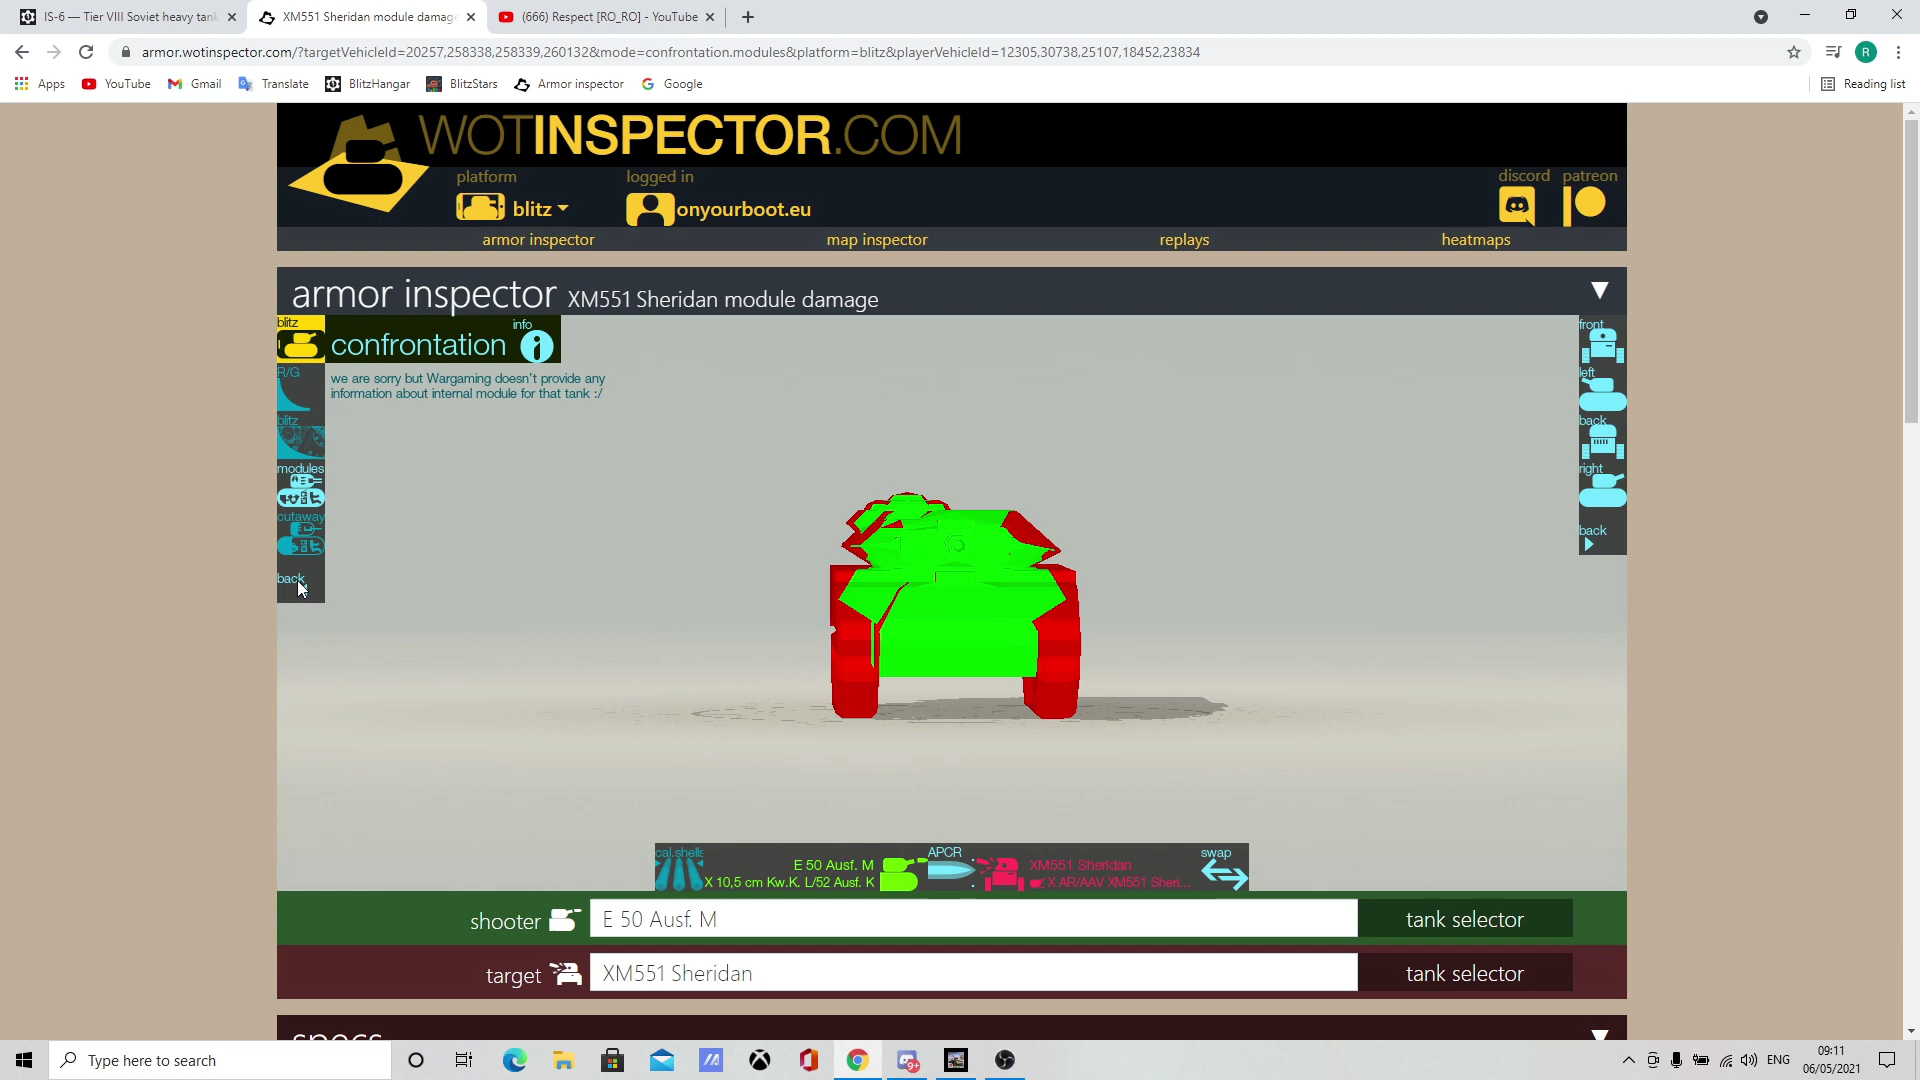 IS-6 — Tier VIII Soviet heavy tank
XM551 Sheridan module damage
(666) Respect [RO_RO] - YouTube
armor.wotinspector.com/?targetVehicleId=20257,258338,258339,260132&mode=confrontation.modules&platform=blitz&playerVehicleId=12305,30738,25107,18452,23834
R
Apps
YouTube
Gmail
Translate
BlitzHangar
BlitzStars
Armor inspector
Google
Reading list
WOTINSPECTOR.COM
platform
blitz
logged in
onyourboot.eu
discord
patreon
armor inspector
map inspector
replays
heatmaps
armor inspector XM551 Sheridan module damage
blitz
confrontation
info
we are sorry but Wargaming doesn't provide any
information about internal module for that tank :/
R/G
blitz
modules
cutaway
back
front
left
back
right
back
cal.shells
E 50 Ausf. M
X 10,5 cm Kw.K. L/52 Ausf. K
APCR
XM551 Sheridan
X AR/AAV XM551 Sheri...
swap
shooter
E 50 Ausf. M
tank selector
target
XM551 Sheridan
tank selector
specs
Type here to search
9+
ENG
09:11
06/05/2021